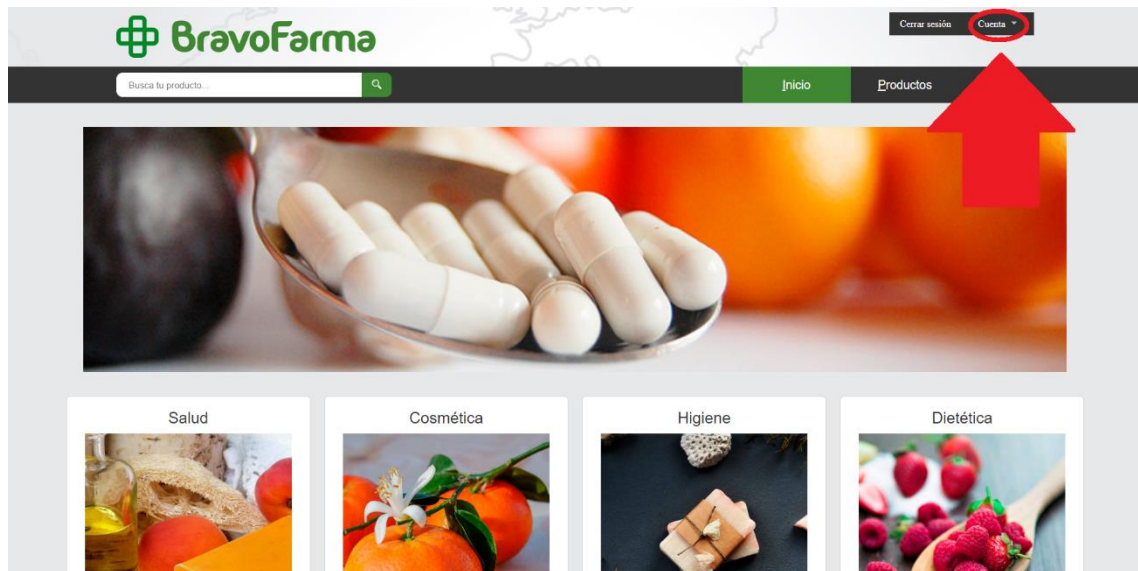 BravoFarma
Cerrar sesión Cuenta
Busca tu producto...
Inicio Productos
Salud Cosmética Higiene Dietética